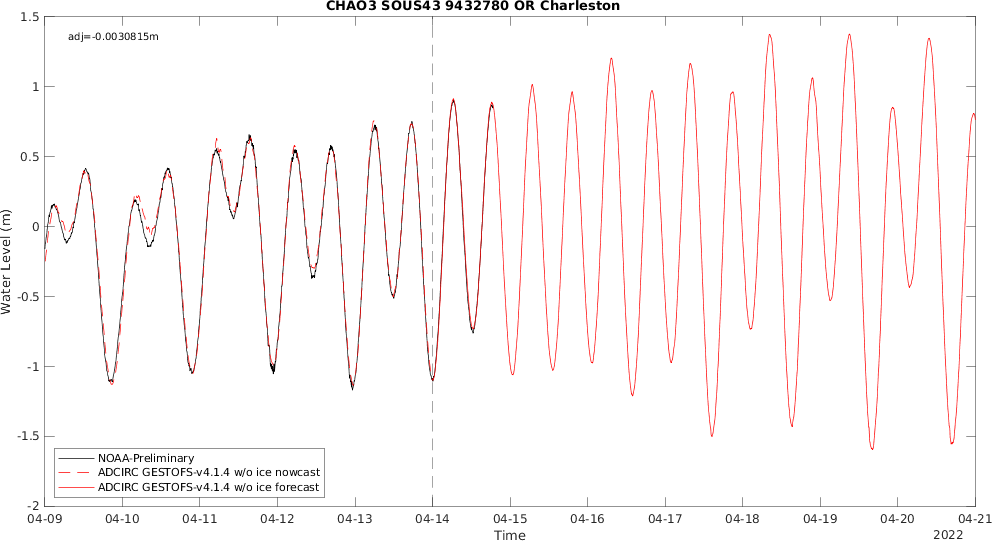 CHAO3 SOUS43 9432780 OR Charleston
adj=-0.0030815m
1.5
1
0.5
0
-0.5
-1
-1.5
-2
Water Level (m)
NOAA-Preliminary
ADCIRC GESTOFS-v4.1.4 w/o ice nowcast
ADCIRC GESTOFS-v4.1.4 w/o ice forecast
04-09 04-10 04-11 04-12 04-13 04-14 04-15 04-16 04-17 04-18 04-19 04-20 04-21
Time
2022